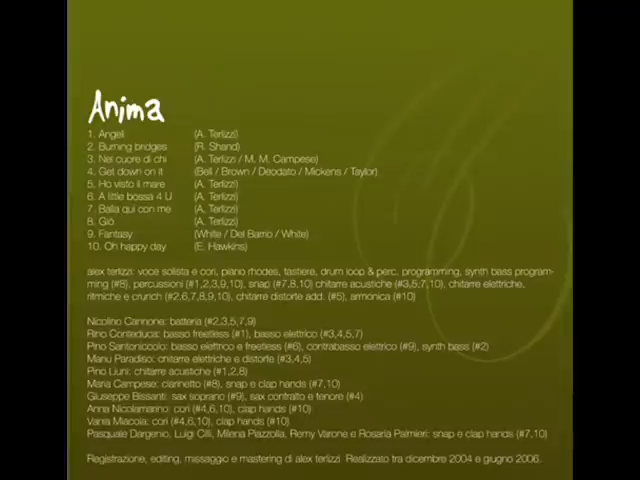 Anima
1. Angeli (A. Terlizzi)
2. Burning bridges (R. Shand)
3. Nel cuore di chi (A. Terlizzi / M. M. Campese)
4. Get down on it (Bell / Brown / Deodato / Mickens / Taylor)
5. Ho visto il mare (A. Terlizzi)
6. A little bossa 4 U (A. Terlizzi)
7. Balla qui con me (A. Terlizzi)
8. Giò (A. Terlizzi)
9. Fantasy (White / Del Barrio / White)
10. Oh happy day (E. Hawkins)
alex terlizzi: voce solista e cori, piano rhodes, tastiere, drum loop & perc. programming, synth bass program-
ming (#8), percussioni (#1,2,3,9,10), snap (#7,8,10) chitarre acustiche (#3,5,7,10), chitarre elettriche,
ritmiche e crunch (#2,6,7,8,9,10), chitarre distorte add. (#5), armonica (#10)
Nicolino Cannone: batteria (#2,3,5,7,9)
Rino Conteduca: basso freetless (#1), basso elettrico (#3,4,5,7)
Pino Santoniccolo: basso elettrico e freetless (#6), contrabasso elettrico (#9), synth bass (#2)
Manu Paradiso: chitarre elettriche e distorte (#3,4,5)
Pino Liuni: chitarre acustiche (#1,2,8)
Maria Campese: clarinetto (#8), snap e clap hands (#7,10)
Giuseppe Bissanti: sax soprano (#9), sax contralto e tenore (#4)
Anna Nicolamarino: cori (#4,6,10), clap hands (#10)
Vania Miaccia: cori (#4,6,10), clap hands (#10)
Pasquale Dargenio, Luigi Cilli, Milena Piazzolla, Remy Varone e Rosaria Palmieri: snap e clap hands (#7,10)
Registrazione, editing, missaggio e mastering di alex terlizzi. Realizzato tra dicembre 2004 e giugno 2006.